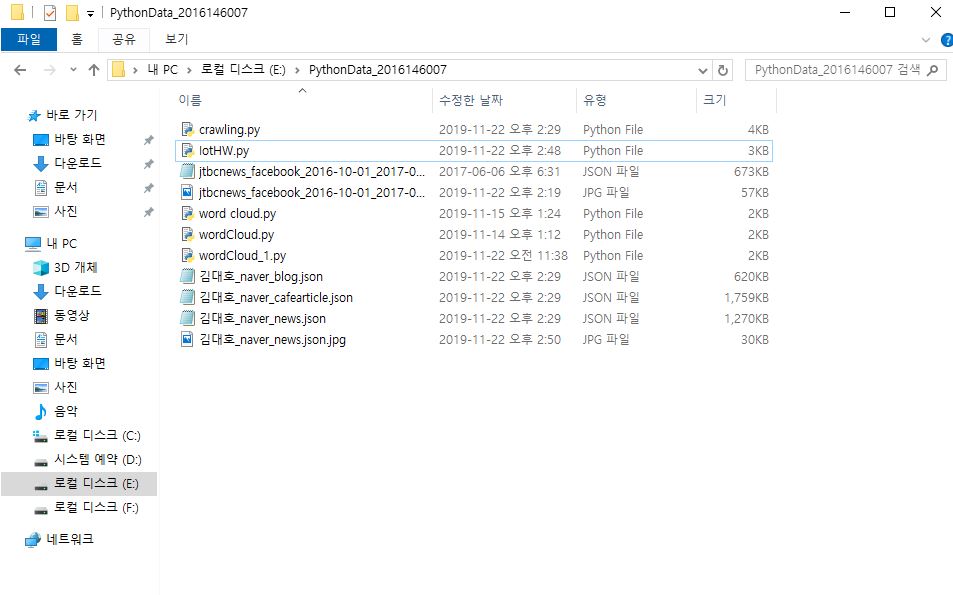 PythonData_2016146007
파일 홈 공유 보기
내 PC 로컬 디스크 (E:) PythonData_2016146007 PythonData_2016146007 검색
이름 수정한 날짜 유형 크기
crawling.py 2019-11-22 오후 2:29 Python File 4KB
IotHW.py 2019-11-22 오후 2:48 Python File 3KB
jtbcnews_facebook_2016-10-01_2017-0... 2017-06-06 오후 6:31 JSON 파일 673KB
jtbcnews_facebook_2016-10-01_2017-0... 2019-11-22 오후 2:19 JPG 파일 57KB
word cloud.py 2019-11-15 오후 1:24 Python File 2KB
wordCloud.py 2019-11-14 오후 1:12 Python File 2KB
wordCloud_1.py 2019-11-22 오전 11:38 Python File 2KB
김대호_naver_blog.json 2019-11-22 오후 2:29 JSON 파일 620KB
김대호_naver_cafearticle.json 2019-11-22 오후 2:29 JSON 파일 1,759KB
김대호_naver_news.json 2019-11-22 오후 2:29 JSON 파일 1,270KB
김대호_naver_news.json.jpg 2019-11-22 오후 2:50 JPG 파일 30KB
바로 가기
바탕 화면
다운로드
문서
사진
내 PC
3D 개체
다운로드
동영상
문서
바탕 화면
사진
음악
로컬 디스크 (C:)
시스템 예약 (D:)
로컬 디스크 (E:)
로컬 디스크 (F:)
네트워크